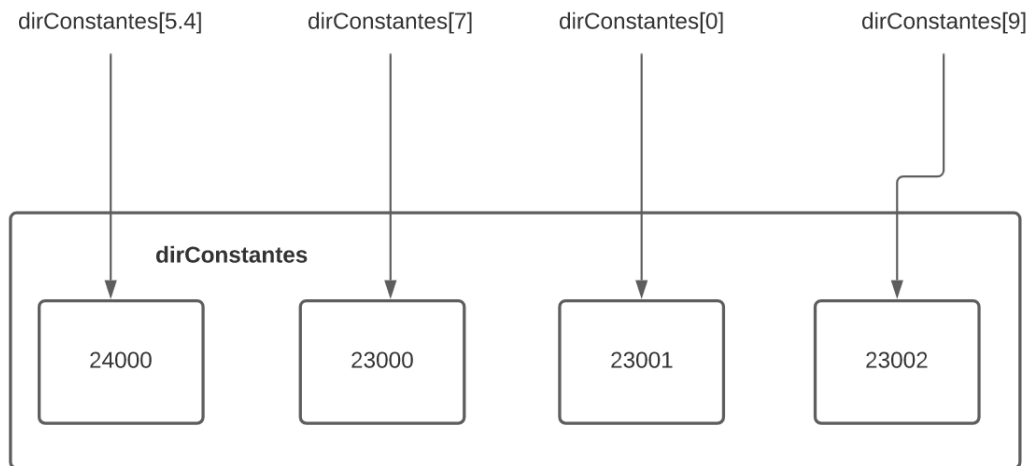 dirConstantes[5.4]
dirConstantes[7]
dirConstantes[0]
dirConstantes[9]
dirConstantes
24000
23000
23001
23002